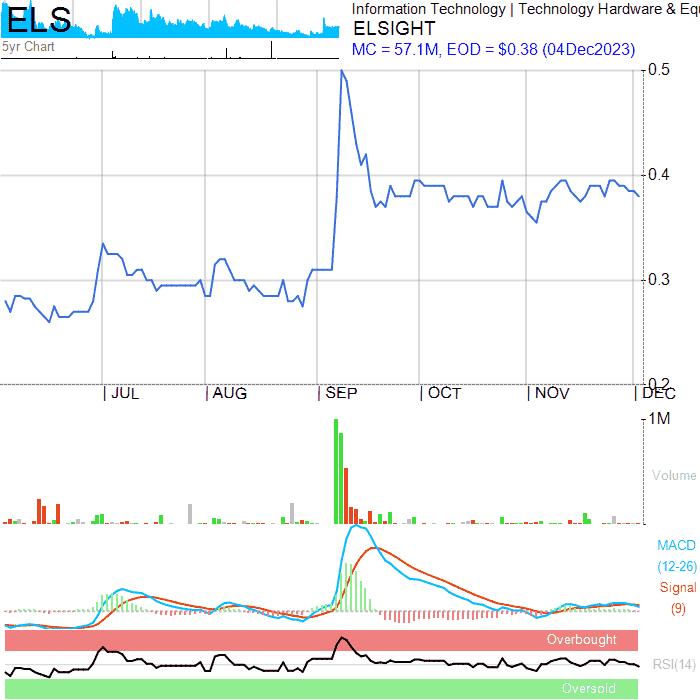 ELS
5yr Chart
Information Technology | Technology Hardware & Equ
ELSIGHT
MC = 57.1M, EOD = $0.38 (04Dec2023)
0.5
0.4
0.3
0.2
JUL AUG SEP OCT NOV DEC
1M
Volume
MACD
(12-26)
Signal
(9)
Overbought
RSI(14)
Oversold